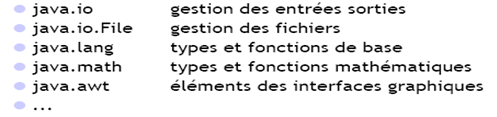 java.io gestion des entrées sorties
java.io.File gestion des fichiers
java.lang types et fonctions de base
java.math types et fonctions mathématiques
java.awt éléments des interfaces graphiques
...